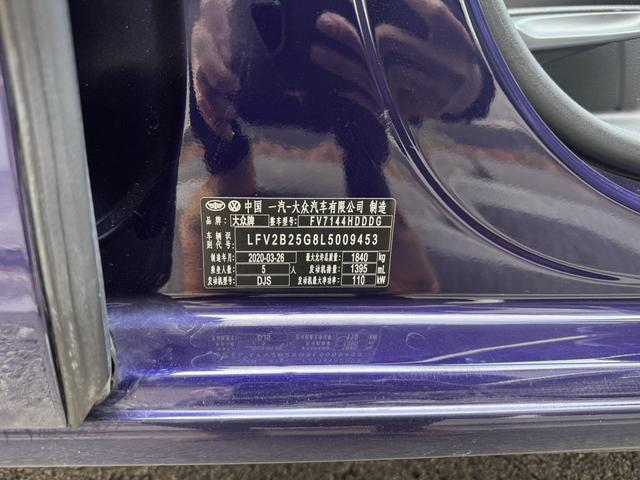 中国 一汽-大众汽车有限公司 制造
品牌: 大众牌 整车型号: FV7144HDDDG
车辆识 LFV2B25G8L5009453
制造年月 2020-03-26 最大允许总质量: 1840 kg
乘坐人数: 5 人 发动机排量: 1395 mL
发动机型号: DJS 发动机最大净功率: 110 kW